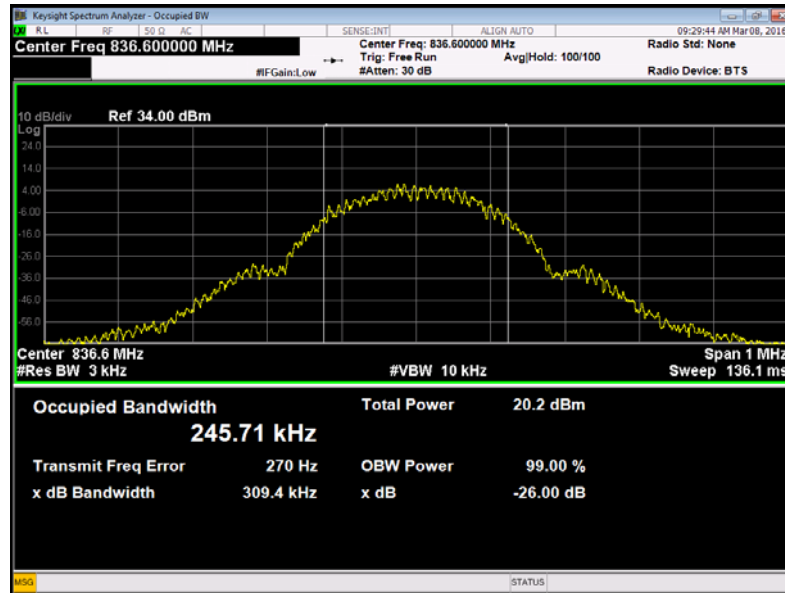 Keysight Spectrum Analyzer - Occupied BW
RL RF 50 Ω AC SENSE:INT ALIGN AUTO 09:29:44 AM Mar 08, 2016
Center Freq 836.600000 MHz Center Freq: 836.600000 MHz Radio Std: None
Trig: Free Run Avg|Hold: 100/100
#IFGain:Low #Atten: 30 dB Radio Device: BTS
10 dB/div Ref 34.00 dBm
Log
24.0
14.0
4.00
-6.00
-16.0
-26.0
-36.0
-46.0
-56.0
Center 836.6 MHz Span 1 MHz
#Res BW 3 kHz #VBW 10 kHz Sweep 136.1 ms
Occupied Bandwidth Total Power 20.2 dBm
245.71 kHz
Transmit Freq Error 270 Hz OBW Power 99.00 %
x dB Bandwidth 309.4 kHz x dB -26.00 dB
MSG STATUS